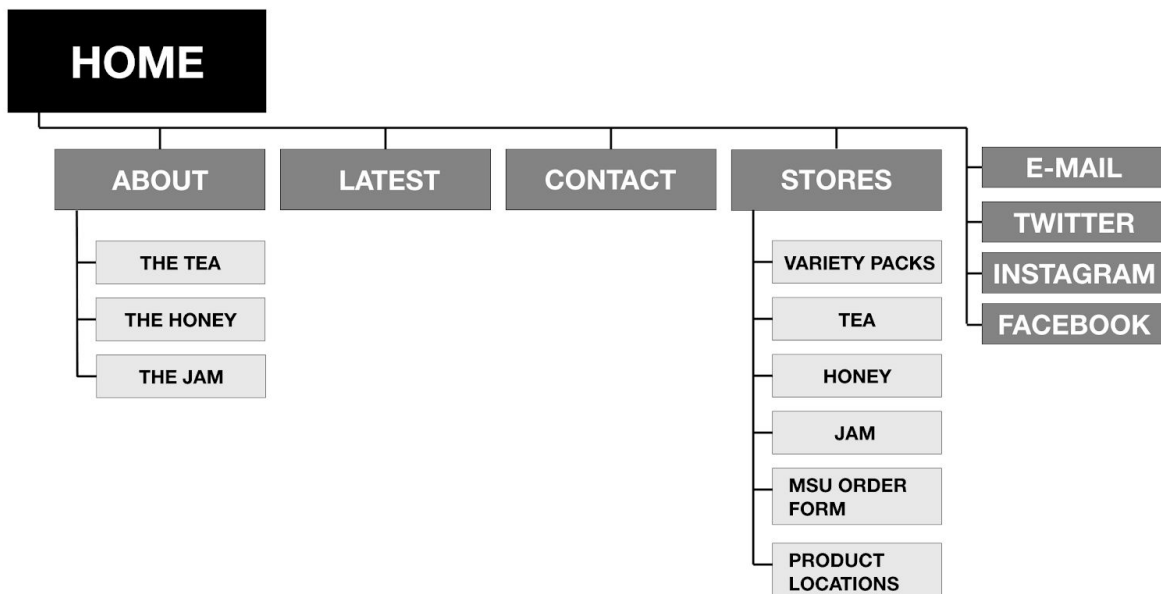 HOME
ABOUT
LATEST
CONTACT
STORES
E-MAIL
TWITTER
INSTAGRAM
FACEBOOK
THE TEA
THE HONEY
THE JAM
VARIETY PACKS
TEA
HONEY
JAM
MSU ORDER
FORM
PRODUCT
LOCATIONS